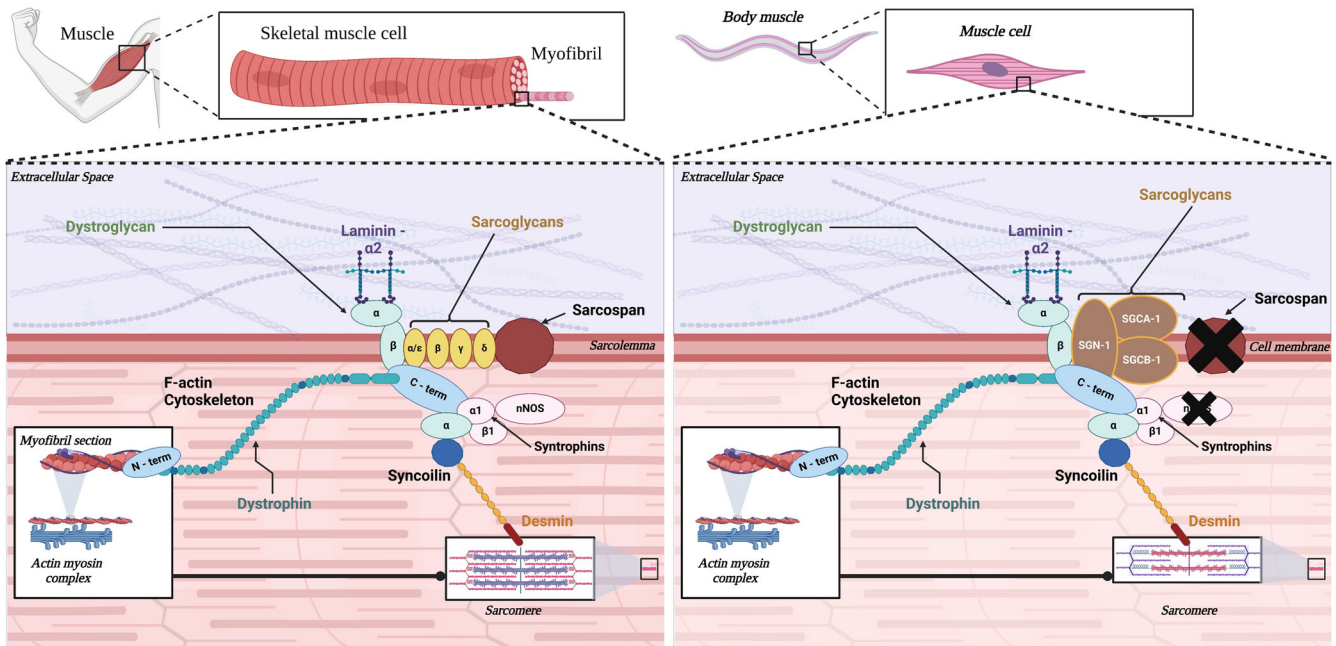 Muscle
Skeletal muscle cell
Myofibril
Extracellular Space
Dystroglycan
Laminin -
α2
Sarcoglycans
α
Sarcospan
β
α/ε
β
γ
δ
Sarcolemma
F-actin
Cytoskeleton
C - term
α1
nNOS
α
β1
Syntrophins
Myofibril section
N - term
Syncoilin
Dystrophin
Desmin
Actin myosin
complex
Sarcomere
Body muscle
Muscle cell
Extracellular Space
Dystroglycan
Laminin -
α2
Sarcoglycans
α
SGCA-1
Sarcospan
β
SGN-1
SGCB-1
Cell membrane
F-actin
Cytoskeleton
C - term
α1
α
β1
Syntrophins
N - term
Syncoilin
Dystrophin
Desmin
Actin myosin
complex
Sarcomere